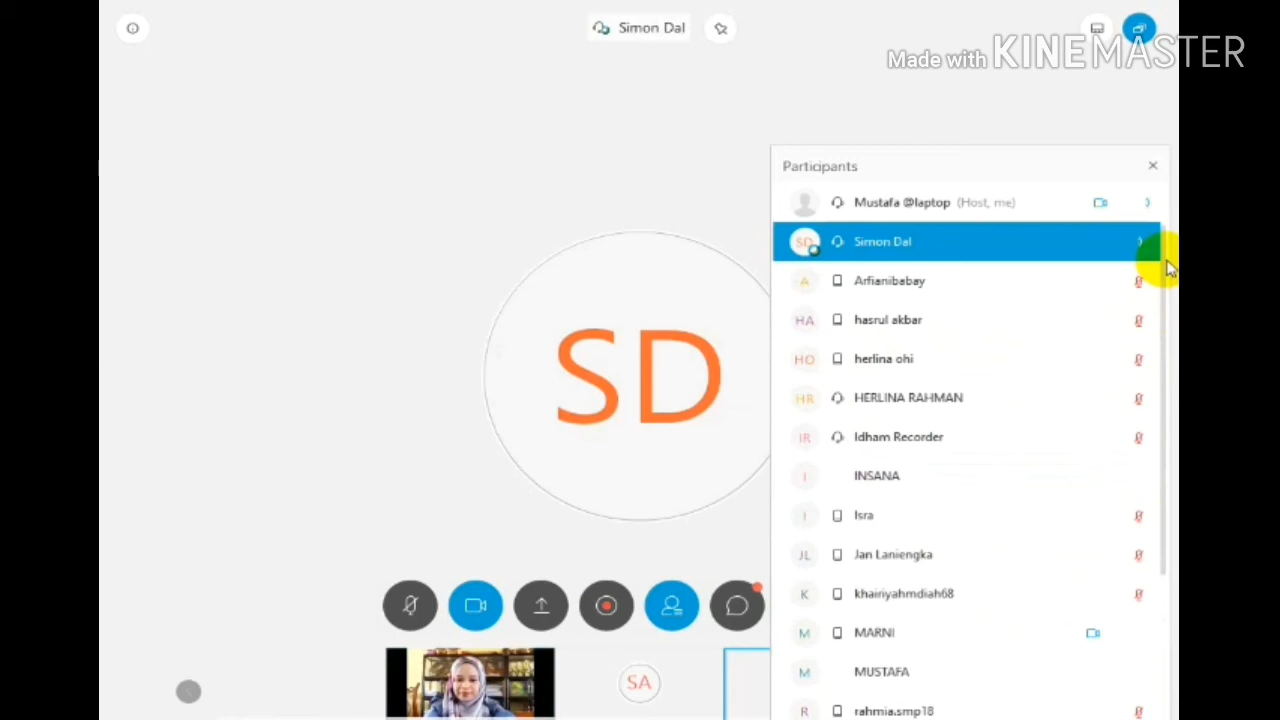 Simon Dal
Made with KINEMASTER
Participants
Mustafa @laptop (Host, me)
SD Simon Dal
A Arfianibabay
HA hasrul akbar
HO herlina ohi
HR HERLINA RAHMAN
IR Idham Recorder
I INSANA
I Isra
JL Jan Laniengka
K khairiyahmdiah68
M MARNI
M MUSTAFA
R rahmia.smp18
SD
SA